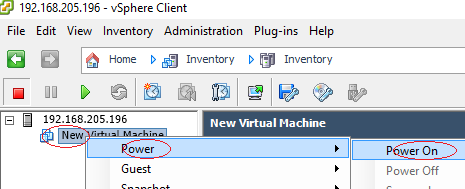 192.168.205.196 - vSphere Client
File Edit View Inventory Administration Plug-ins Help
Home Inventory Inventory
192.168.205.196
New Virtual Machine
New Virtual Machine
Power
Power On
Guest
Power Off
Snapshot